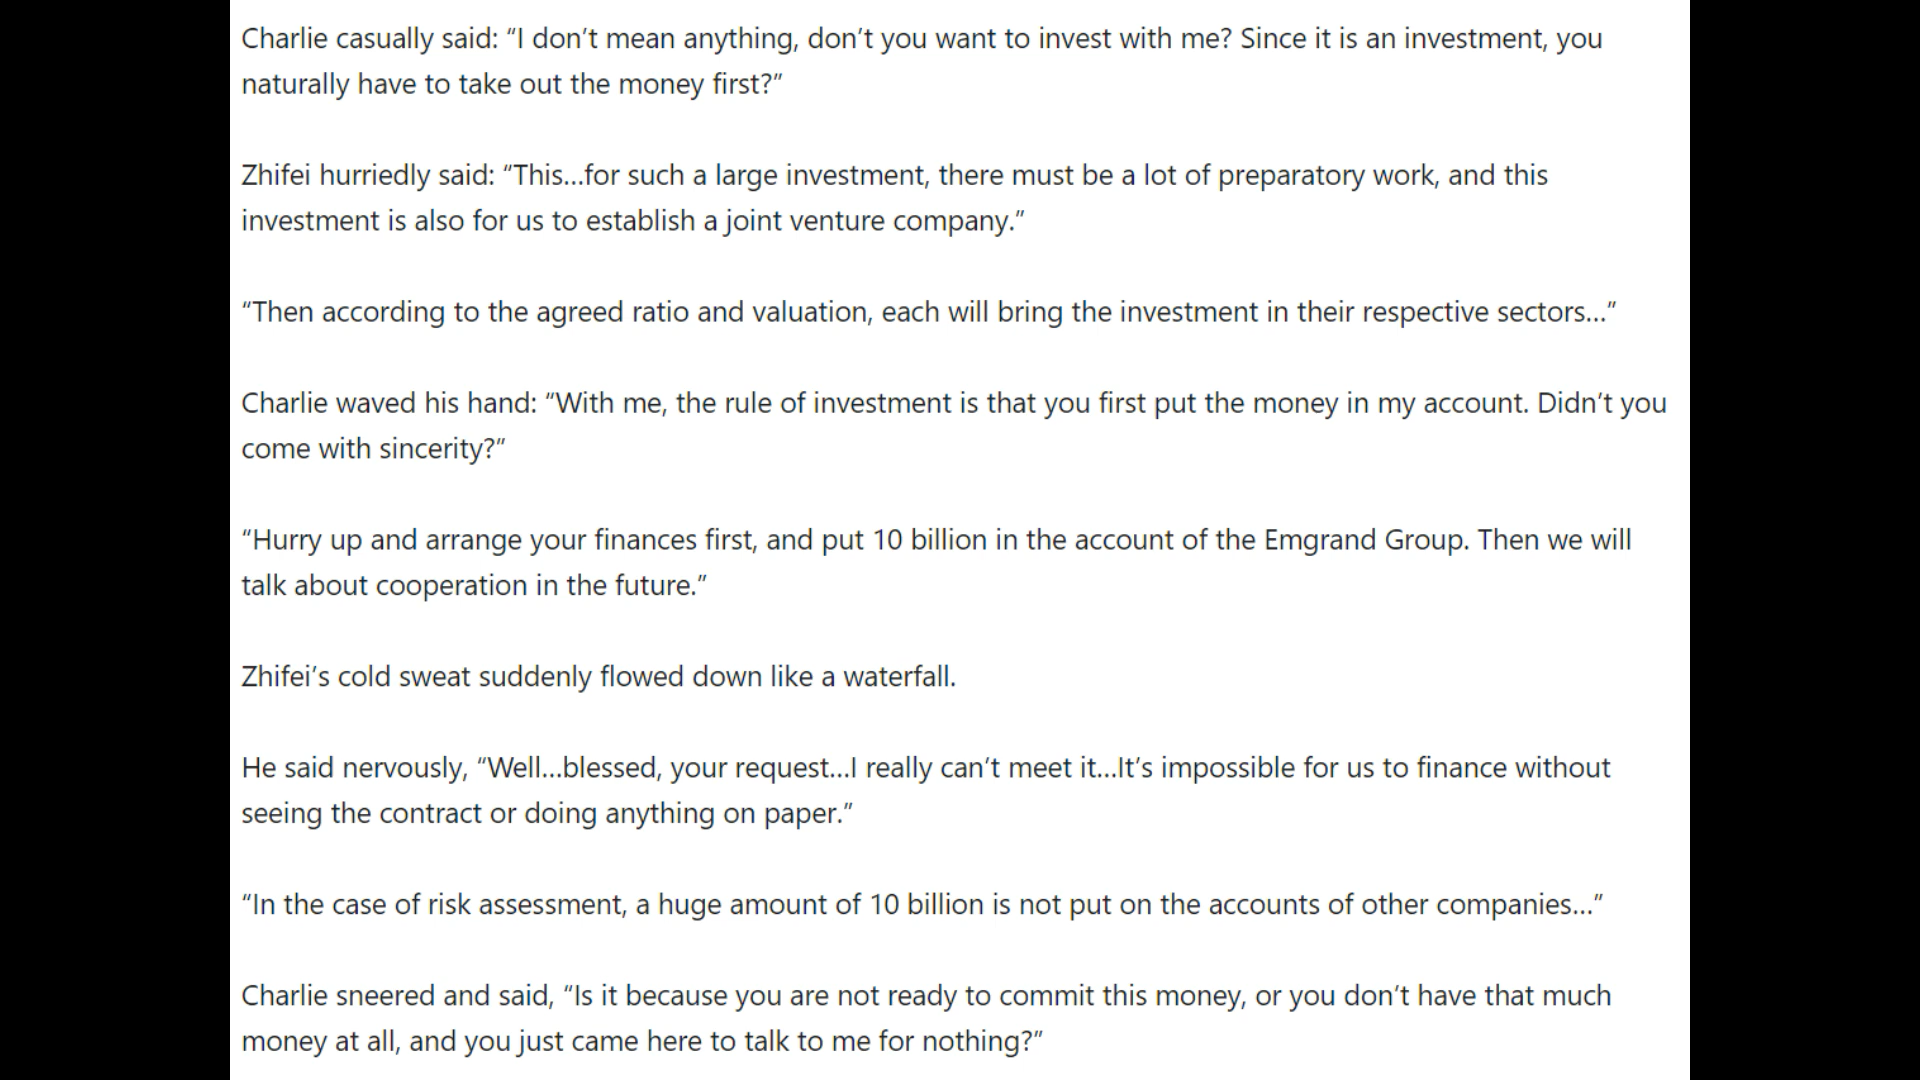 Charlie casually said: “I don’t mean anything, don’t you want to invest with me? Since it is an investment, you
naturally have to take out the money first?”
Zhifei hurriedly said: “This…for such a large investment, there must be a lot of preparatory work, and this
investment is also for us to establish a joint venture company.”
“Then according to the agreed ratio and valuation, each will bring the investment in their respective sectors…”
Charlie waved his hand: “With me, the rule of investment is that you first put the money in my account. Didn’t you
come with sincerity?”
“Hurry up and arrange your finances first, and put 10 billion in the account of the Emgrand Group. Then we will
talk about cooperation in the future.”
Zhifei’s cold sweat suddenly flowed down like a waterfall.
He said nervously, “Well…blessed, your request…I really can’t meet it…It’s impossible for us to finance without
seeing the contract or doing anything on paper.”
“In the case of risk assessment, a huge amount of 10 billion is not put on the accounts of other companies…”
Charlie sneered and said, “Is it because you are not ready to commit this money, or you don’t have that much
money at all, and you just came here to talk to me for nothing?”